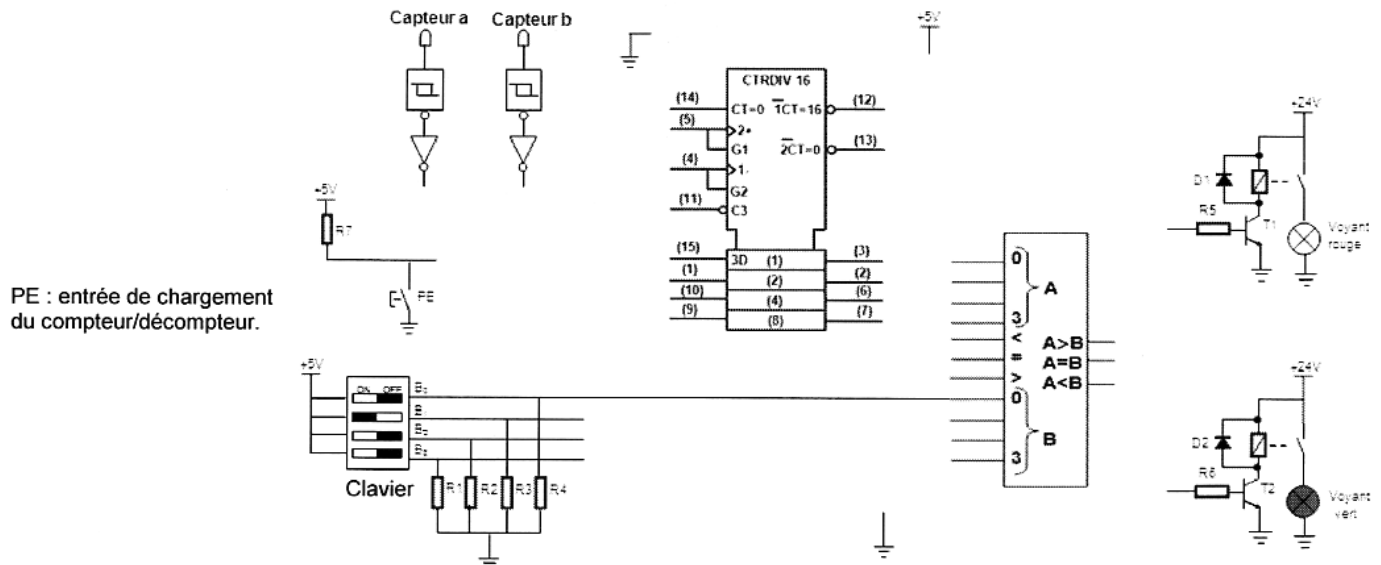 Capteur a Capteur b
+5V
CTRDIV 16
(14) CT=0 1CT=16 (12)
(5) 2+
G1 2CT=0 (13)
(4) 1-
G2
(11) C3
(15) 3D (1) (3)
(1) (2) (2)
(10) (4) (6)
(9) (8) (7)
+5V
R7
PE
PE : entrée de chargement
du compteur/décompteur.
+5V
ON OFF
B0
Clavier
R1 R2 R3 R4
0
A
3
<
=
>
0
B
3
A>B
A=B
A<B
+24V
D1
R5
T1
Voyant
rouge
+24V
D2
R6
T2
Voyant
vert